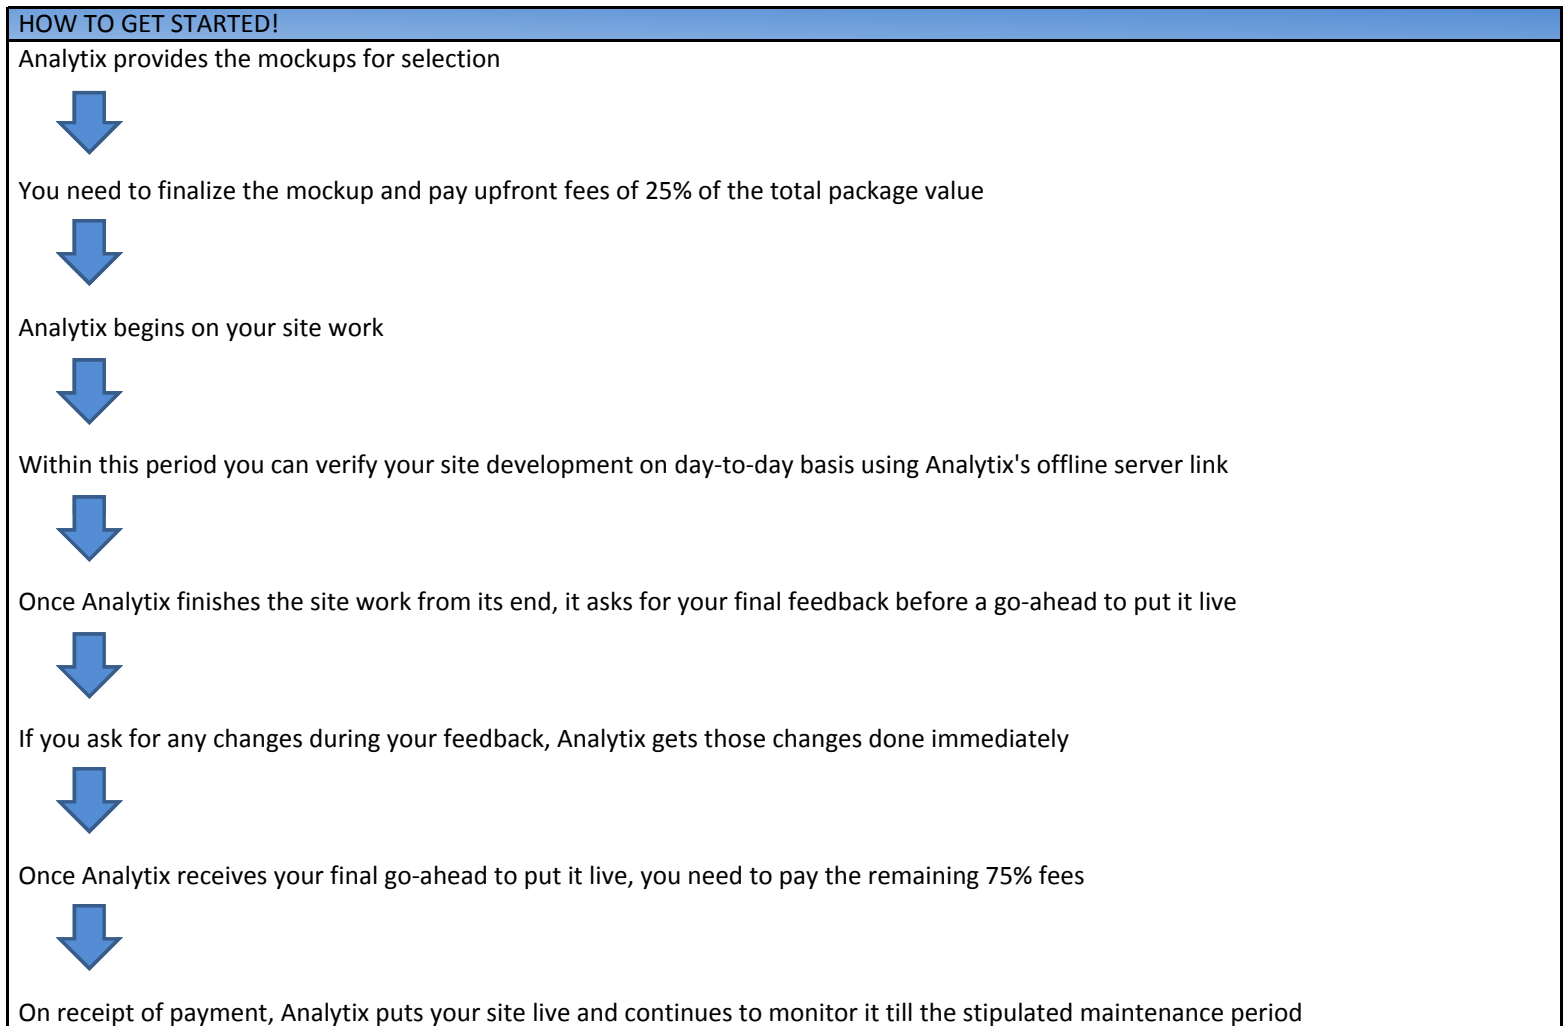 HOW TO GET STARTED!
Analytix provides the mockups for selection
You need to finalize the mockup and pay upfront fees of 25% of the total package value
Analytix begins on your site work
Within this period you can verify your site development on day-to-day basis using Analytix's offline server link
Once Analytix finishes the site work from its end, it asks for your final feedback before a go-ahead to put it live
If you ask for any changes during your feedback, Analytix gets those changes done immediately
Once Analytix receives your final go-ahead to put it live, you need to pay the remaining 75% fees
On receipt of payment, Analytix puts your site live and continues to monitor it till the stipulated maintenance period